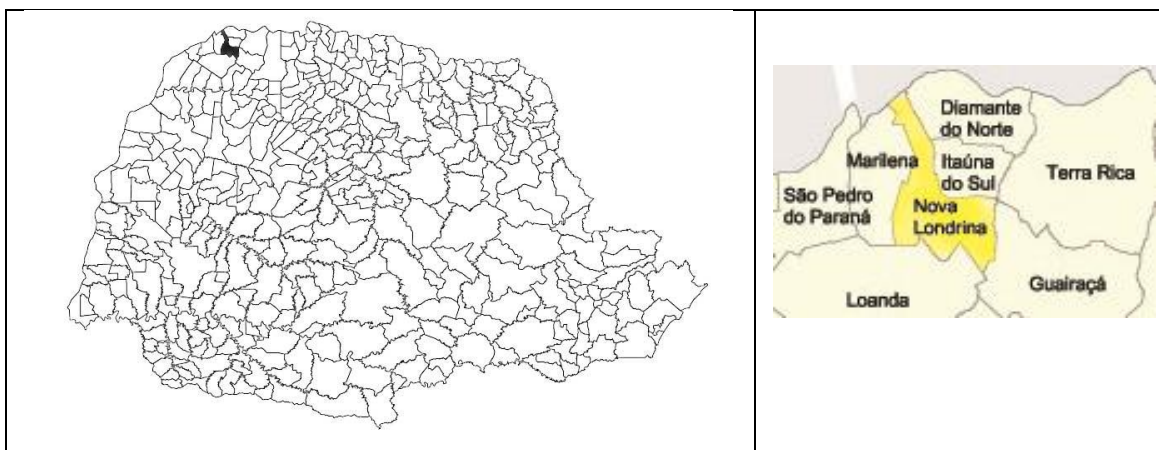 Diamante
do Norte
Marilena
Itaúna
do Sul
Terra Rica
São Pedro
do Paraná
Nova
Londrina
Guairaçá
Loanda